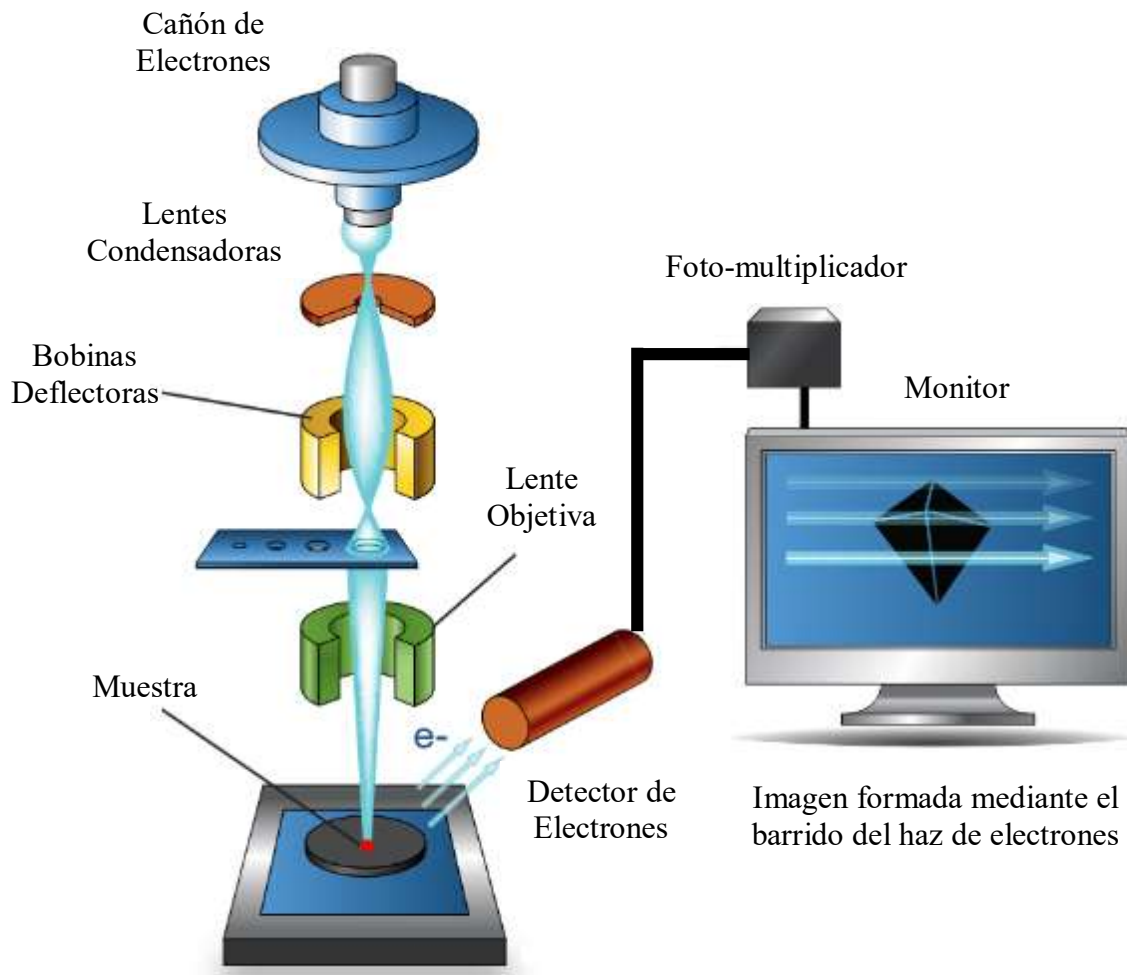 Cañón de
Electrones
Lentes
Condensadoras
Foto-multiplicador
Bobinas
Deflectoras
Monitor
Lente
Objetiva
Muestra
e-
Detector de
Electrones
Imagen formada mediante el
barrido del haz de electrones